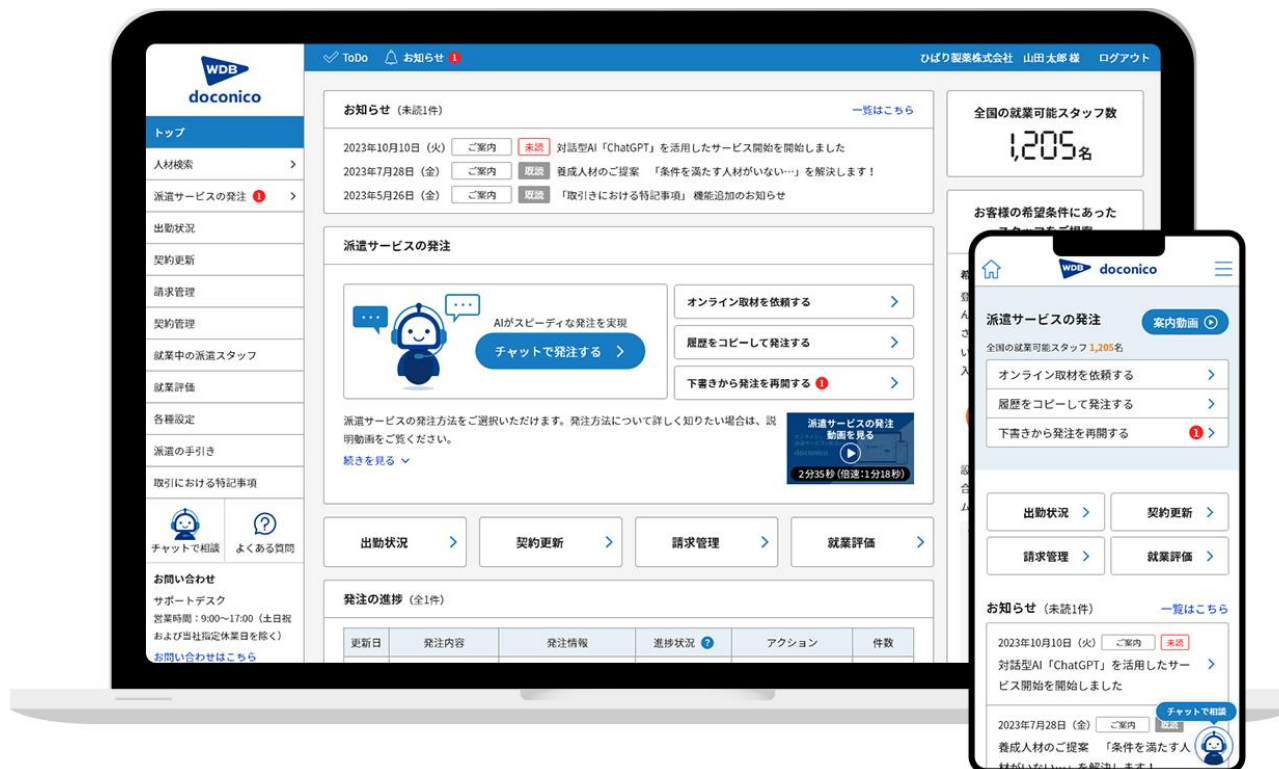 WDB
doconico
トップ
人材検索
派遣サービスの発注 1
出勤状況
契約更新
請求管理
契約管理
就業中の派遣スタッフ
就業評価
各種設定
派遣の手引き
取引における特記事項
チャットで相談 よくある質問
お問い合わせ
サポートデスク
営業時間：9:00〜17:00（土日祝
および当社指定休業日を除く）
お問い合わせはこちら
ToDo お知らせ 1 ひばり製薬株式会社 山田太郎様 ログアウト
お知らせ（未読1件） 一覧はこちら
2023年10月10日（火） ご案内 未読 対話型AI「ChatGPT」を活用したサービス開始を開始しました
2023年7月28日（金） ご案内 既読 養成人材のご提案 「条件を満たす人材がいない…」を解決します！
2023年5月26日（金） ご案内 既読 「取引きにおける特記事項」機能追加のお知らせ
派遣サービスの発注
AIがスピーディな発注を実現
チャットで発注する
オンライン取材を依頼する
履歴をコピーして発注する
下書きから発注を再開する 1
派遣サービスの発注方法をご選択いただけます。発注方法について詳しく知りたい場合は、説
明動画をご覧ください。
続きを見る
派遣サービスの発注
動画を見る
2分35秒（倍速：1分18秒）
出勤状況 契約更新 請求管理 就業評価
発注の進捗（全1件）
更新日 発注内容 発注情報 進捗状況 ? アクション 件数
全国の就業可能スタッフ数
1,205名
お客様の希望条件にあった
スタッフをご提案
WDB doconico
派遣サービスの発注
案内動画
全国の就業可能スタッフ 1,205名
オンライン取材を依頼する
履歴をコピーして発注する
下書きから発注を再開する 1
出勤状況 契約更新
請求管理 就業評価
お知らせ（未読1件） 一覧はこちら
2023年10月10日（火） ご案内 未読
対話型AI「ChatGPT」を活用したサー
ビス開始を開始しました
チャットで相談
2023年7月28日（金） ご案内 既読
養成人材のご提案 「条件を満たす人
材がいない…」を解決します！